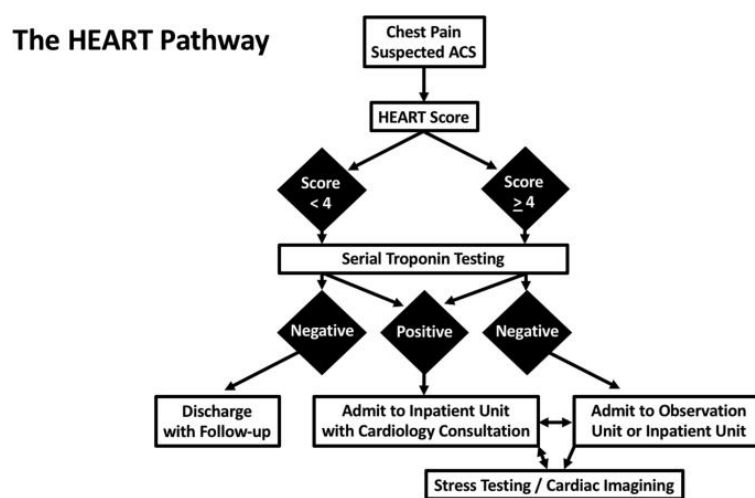 The HEART Pathway
Chest Pain
Suspected ACS
HEART Score
Score
< 4
Score
≥ 4
Serial Troponin Testing
Negative
Positive
Negative
Discharge
with Follow-up
Admit to Inpatient Unit
with Cardiology Consultation
Admit to Observation
Unit or Inpatient Unit
Stress Testing / Cardiac Imagining